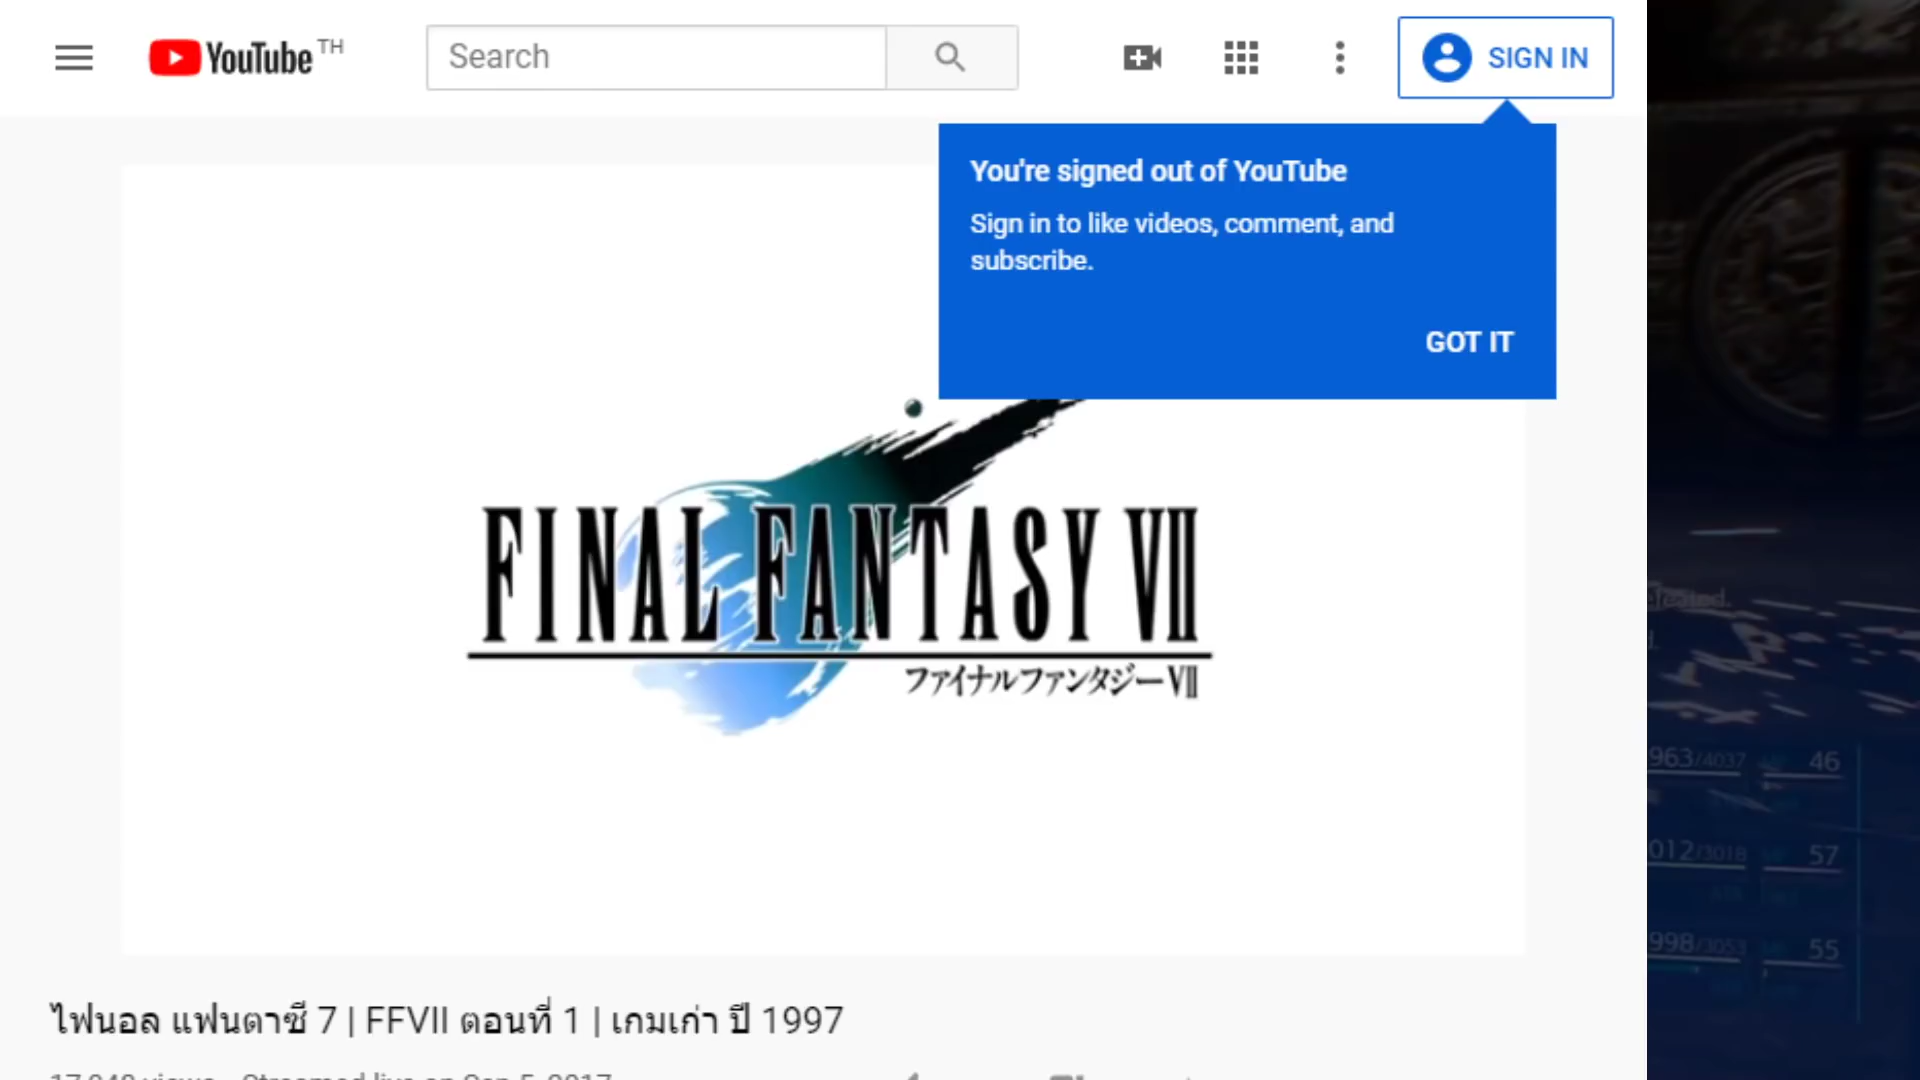 YouTube TH
Search
SIGN IN
You're signed out of YouTube
Sign in to like videos, comment, and
subscribe.
GOT IT
FINAL FANTASY VII
ファイナルファンタジーVII
963/4037 46
012/3018 57
998/3053 55
ไฟนอล แฟนตาซี 7 | FFVII ตอนที่ 1 | เกมเก่า ปี 1997